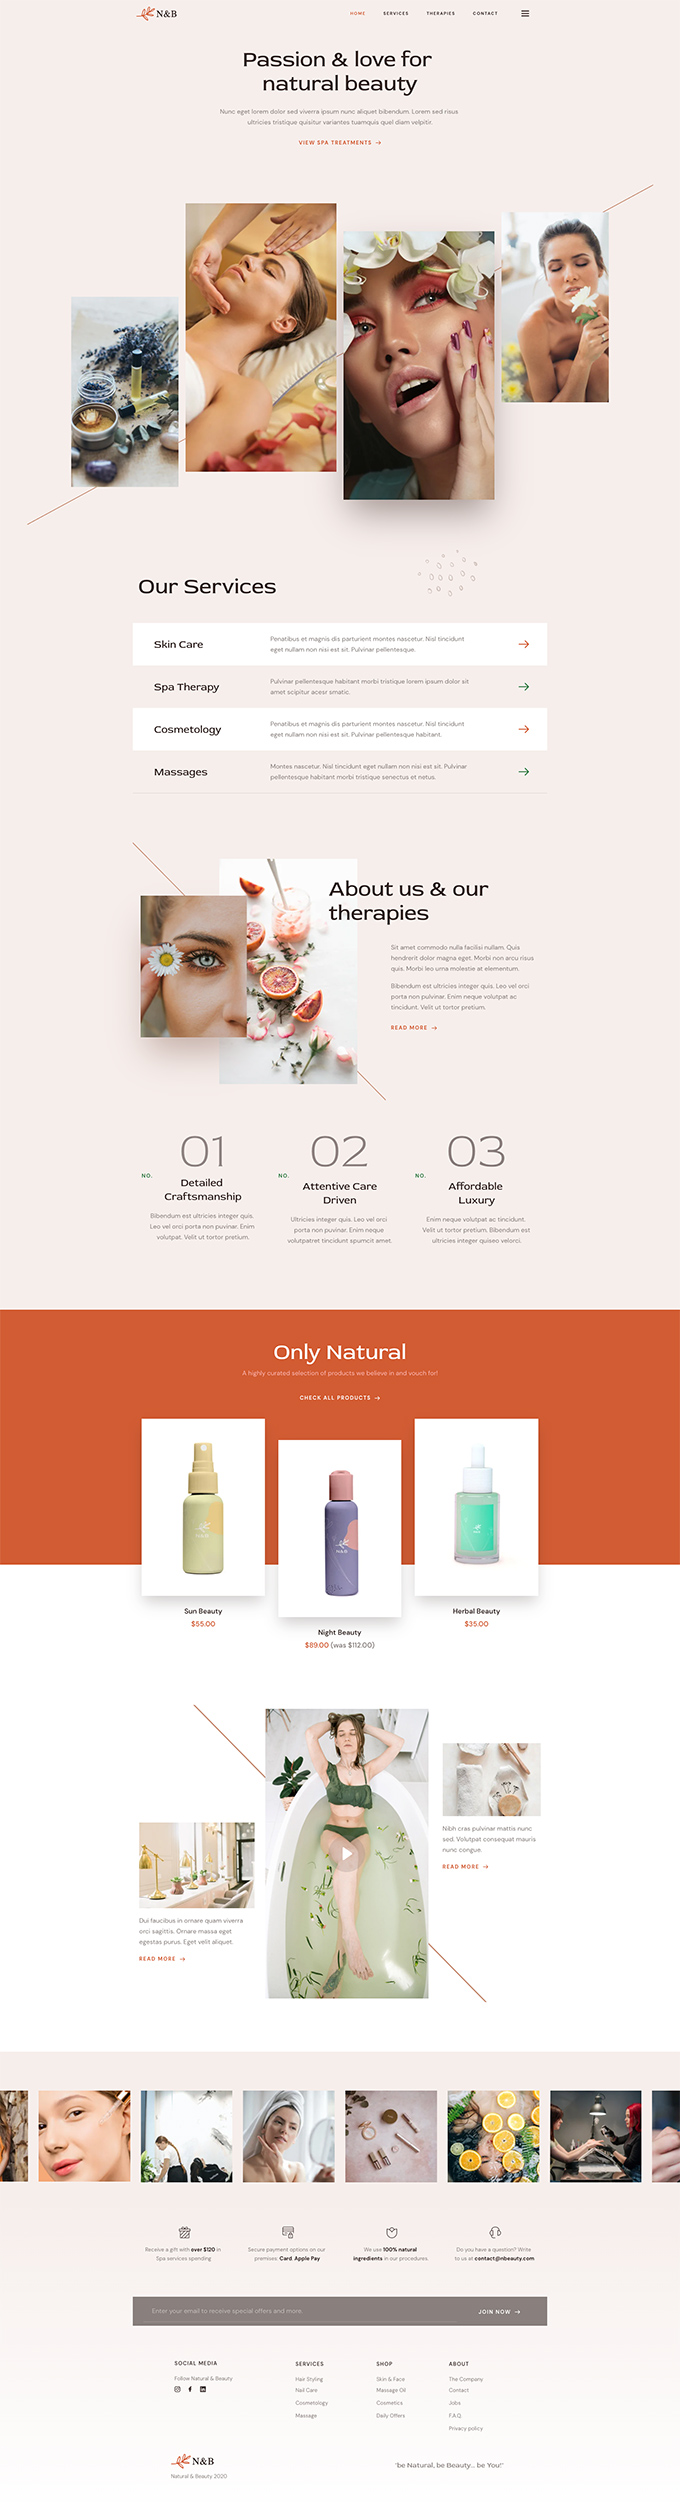 N&B
HOME SERVICES THERAPIES CONTACT
Passion & love for
natural beauty
Nunc eget lorem dolor sed viverra ipsum nunc aliquet bibendum. Lorem sed risus
ultricies tristique quisitur variantes tuamquis quel diam velpitir.
VIEW SPA TREATMENTS →
Our Services
Skin Care
Penatibus et magnis dis parturient montes nascetur. Nisl tincidunt
eget nullam non nisi est sit. Pulvinar pellentesque.
Spa Therapy
Pulvinar pellentesque habitant morbi tristique lorem ipsum dolor sit
amet scipitur acesr smatic.
Cosmetology
Penatibus et magnis dis parturient montes nascetur. Nisl tincidunt
eget nullam non nisi est sit. Pulvinar pellentesque habitant.
Massages
Montes nascetur. Nisl tincidunt eget nullam non nisi est sit. Pulvinar
pellentesque habitant morbi tristique senectus et netus.
About us & our
therapies
Sit amet commodo nulla facilisi nullam. Quis
hendrerit dolor magna eget. Morbi non arcu risus
quis. Morbi leo urna molestie at elementum.
Bibendum est ultricies integer quis. Leo vel orci
porta non pulvinar. Enim neque volutpat ac
tincidunt. Velit ut tortor pretium.
READ MORE →
NO.
01
Detailed
Craftsmanship
Bibendum est ultricies integer quis.
Leo vel orci porta non puvinar. Enim
volutpat. Velit ut tortor pretium.
NO.
02
Attentive Care
Driven
Ultricies integer quis. Leo vel orci
porta non puvinar. Enim neque
volutpatret tincidunt spumcit amet.
NO.
03
Affordable
Luxury
Enim neque volutpat ac tincidunt.
Velit ut tortor pretium. Bibendum est
ultricies integer quiseo velorci.
Only Natural
A highly curated selection of products we believe in and vouch for!
CHECK ALL PRODUCTS →
N&B
Sun Beauty
$55.00
N&B
Night Beauty
$89.00 (was $112.00)
Herbal Beauty
$35.00
Nibh cras pulvinar mattis nunc
sed. Volutpat consequat mauris
nunc congue.
READ MORE →
Dui faucibus in ornare quam viverra
orci sagittis. Ornare massa eget
egestas purus. Eget velit aliquet.
READ MORE →
Receive a gift with over $120 in
Spa services spending
Secure payment options on our
premises: Card, Apple Pay
We use 100% natural
ingredients in our procedures.
Do you have a question? Write
to us at contact@nbeauty.com
Enter your email to receive special offers and more.
JOIN NOW →
SOCIAL MEDIA
Follow Natural & Beauty
SERVICES
Hair Styling
Nail Care
Cosmetology
Massage
SHOP
Skin & Face
Massage Oil
Cosmetics
Daily Offers
ABOUT
The Company
Contact
Jobs
F.A.Q.
Privacy policy
N&B
Natural & Beauty 2020
"be Natural, be Beauty... be You!"